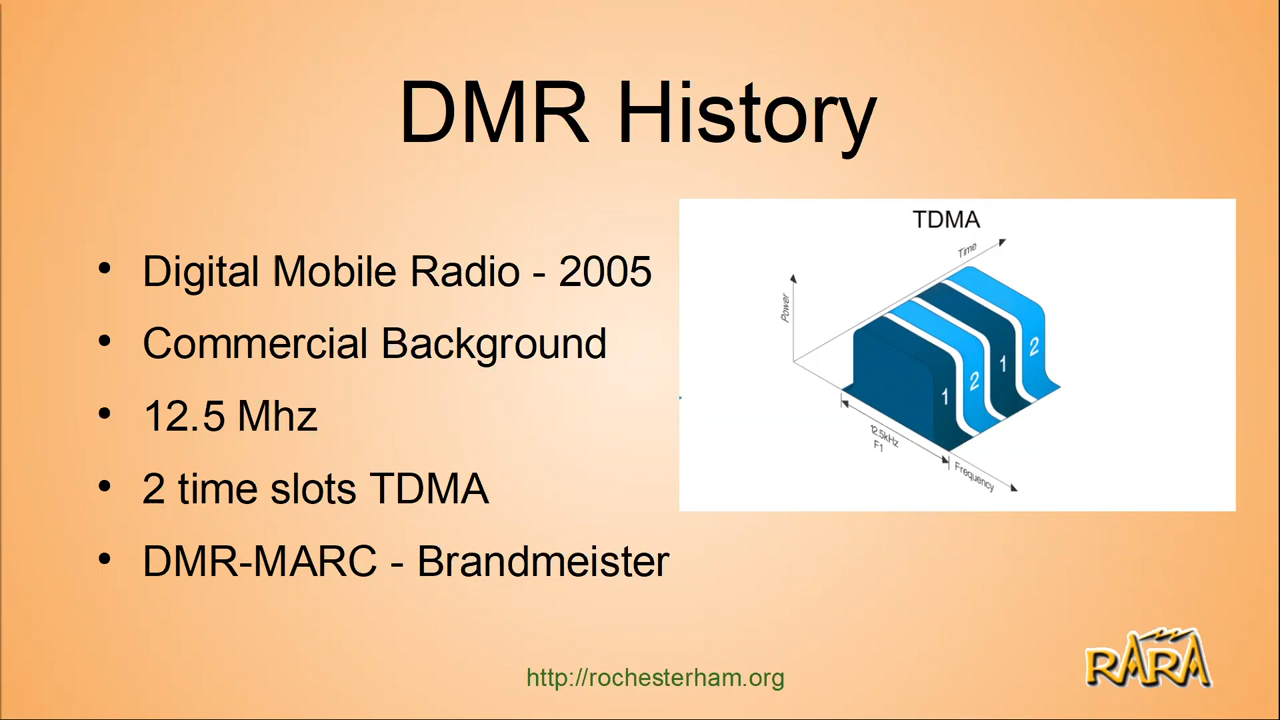 DMR History
• Digital Mobile Radio - 2005
• Commercial Background
• 12.5 Mhz
• 2 time slots TDMA
• DMR-MARC - Brandmeister
TDMA
Time
Power
1
2
1
2
12.5kHz
F1
Frequency
http://rochesterham.org
RARA